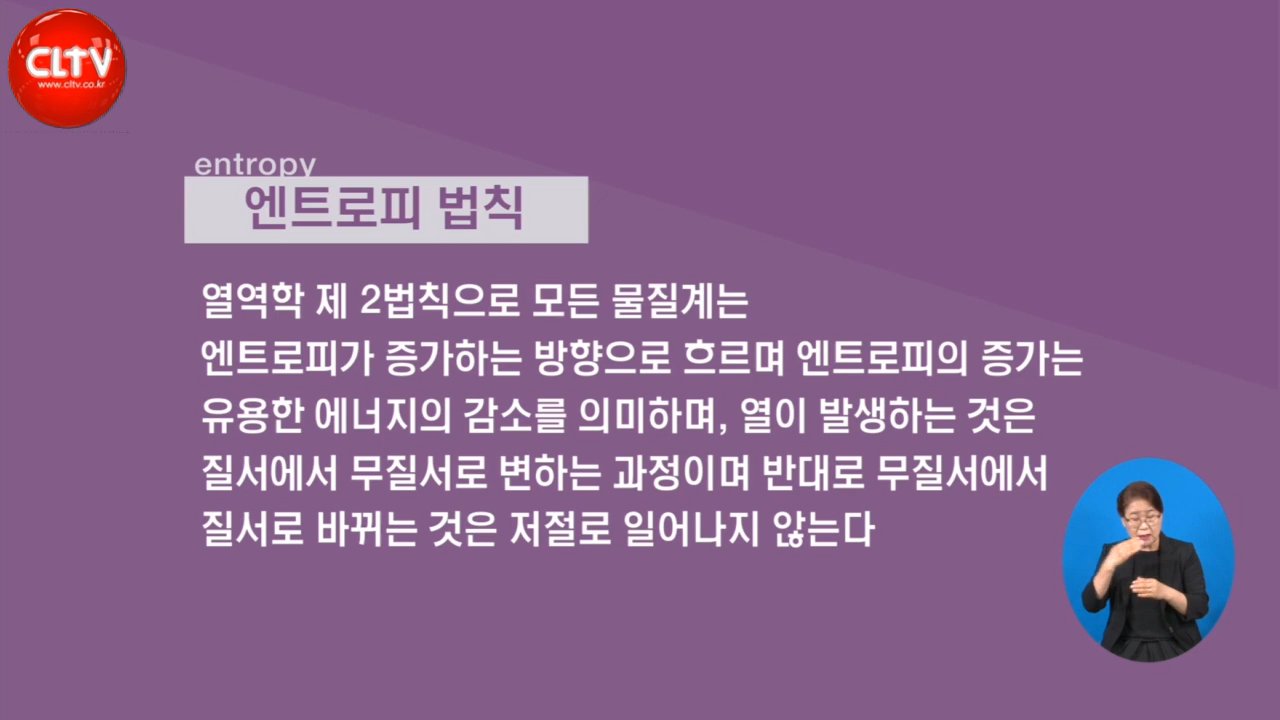 CLTV
www.cltv.co.kr
entropy
엔트로피 법칙
열역학 제 2법칙으로 모든 물질계는
엔트로피가 증가하는 방향으로 흐르며 엔트로피의 증가는
유용한 에너지의 감소를 의미하며, 열이 발생하는 것은
질서에서 무질서로 변하는 과정이며 반대로 무질서에서
질서로 바뀌는 것은 저절로 일어나지 않는다